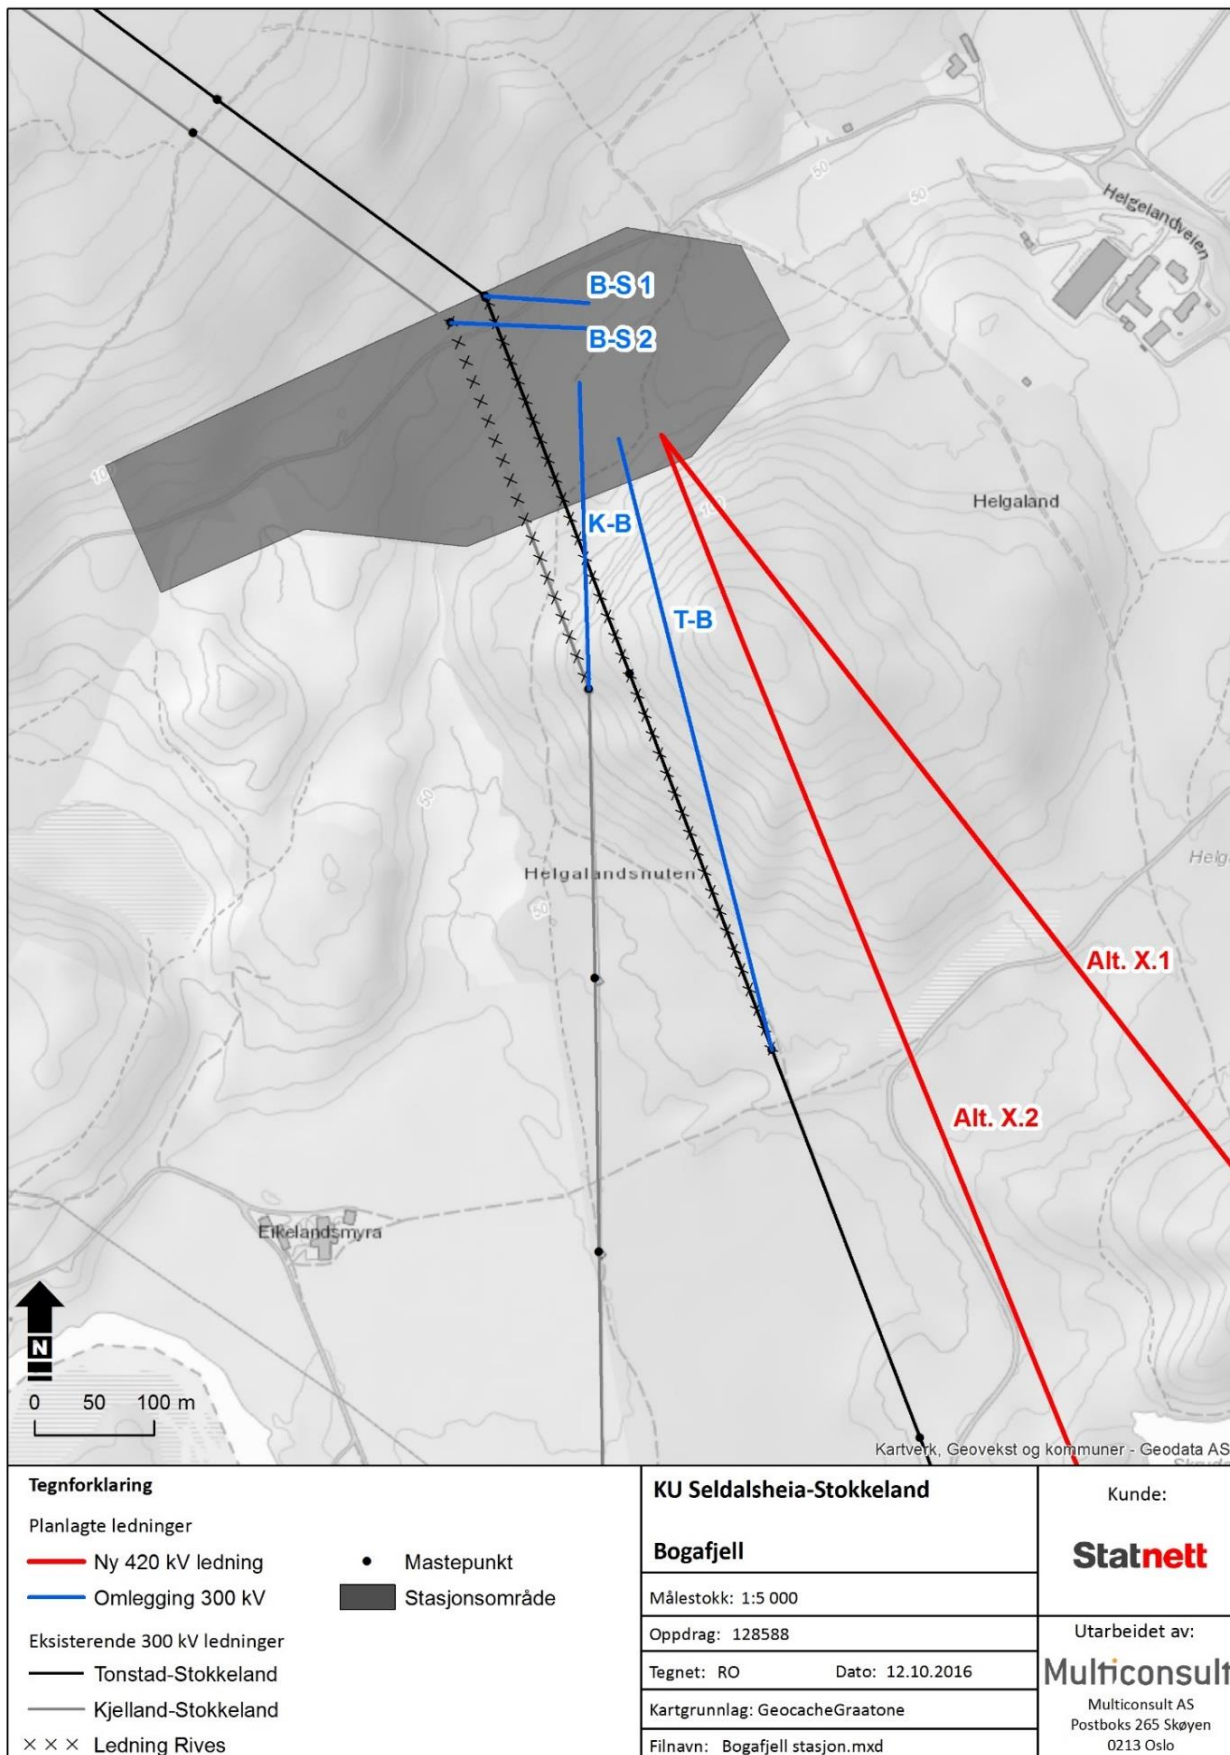 50
50
Helgelandveien
B-S 1
B-S 2
100
Helgaland
K-B
T-B
50
Helgalandsnuten
50
Alt. X.1
Alt. X.2
Eikelandsmyra
N
0 50 100 m
Kartverk, Geovekst og kommuner - Geodata AS
Tegnforklaring
Planlagte ledninger
Ny 420 kV ledning
Omlegging 300 kV
Mastepunkt
Stasjonsområde
Eksisterende 300 kV ledninger
Tonstad-Stokkeland
Kjelland-Stokkeland
××× Ledning Rives
KU Seldalsheia-Stokkeland
Bogafjell
Målestokk: 1:5 000
Oppdrag: 128588
Tegnet: RO Dato: 12.10.2016
Kartgrunnlag: GeocacheGraatone
Filnavn: Bogafjell stasjon.mxd
Kunde:
Statnett
Utarbeidet av:
Multiconsult
Multiconsult AS
Postboks 265 Skøyen
0213 Oslo